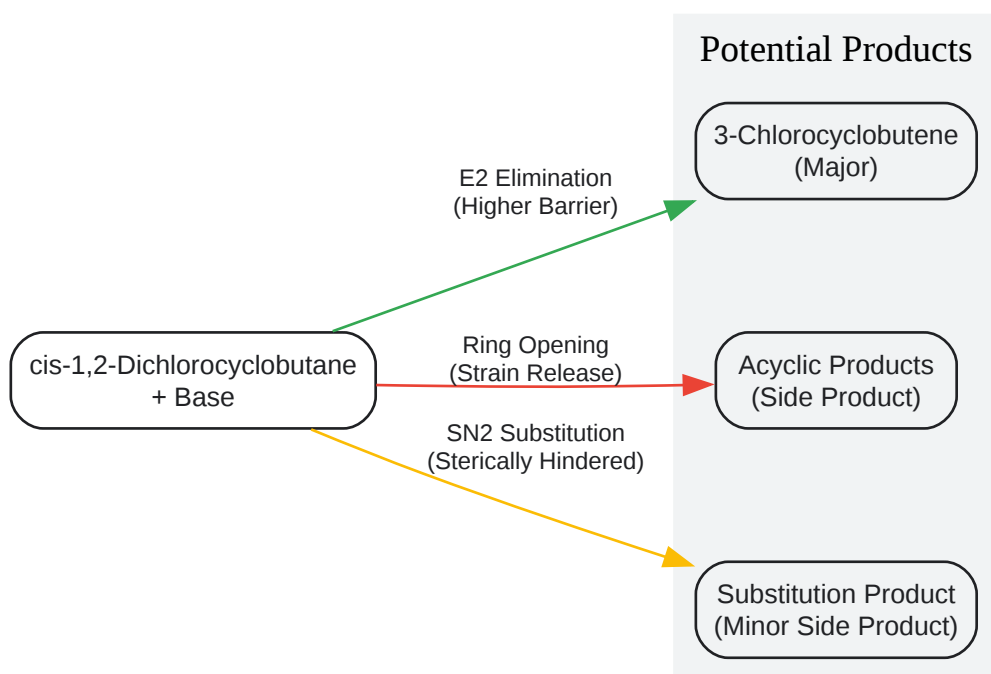 Potential Products
3-Chlorocyclobutene
(Major)
E2 Elimination
(Higher Barrier)
cis-1,2-Dichlorocyclobutane
+ Base
Ring Opening
(Strain Release)
Acyclic Products
(Side Product)
SN2 Substitution
(Sterically Hindered)
Substitution Product
(Minor Side Product)